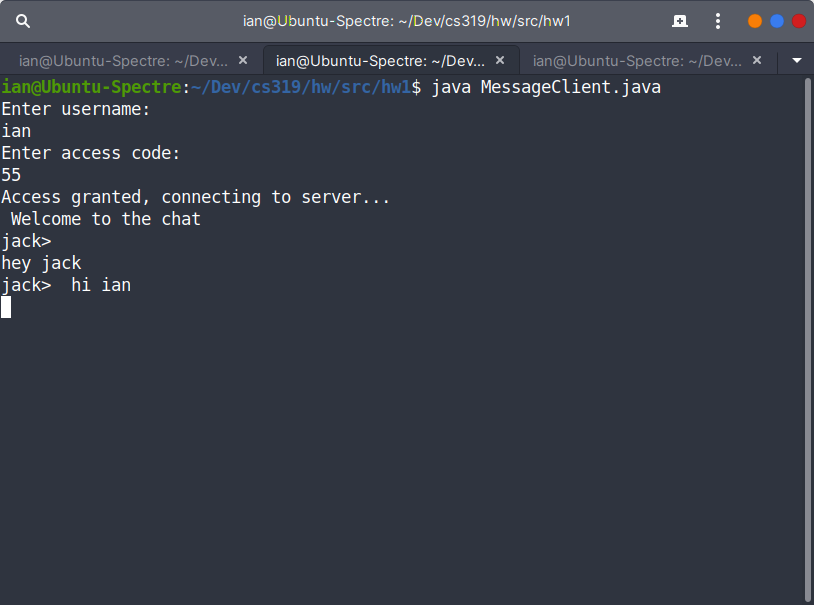 ian@Ubuntu-Spectre: ~/Dev/cs319/hw/src/hw1
ian@Ubuntu-Spectre: ~/Dev... × ian@Ubuntu-Spectre: ~/Dev... × ian@Ubuntu-Spectre: ~/Dev... ×
ian@Ubuntu-Spectre:~/Dev/cs319/hw/src/hw1$ java MessageClient.java
Enter username:
ian
Enter access code:
55
Access granted, connecting to server...
 Welcome to the chat
jack>
hey jack
jack>  hi ian